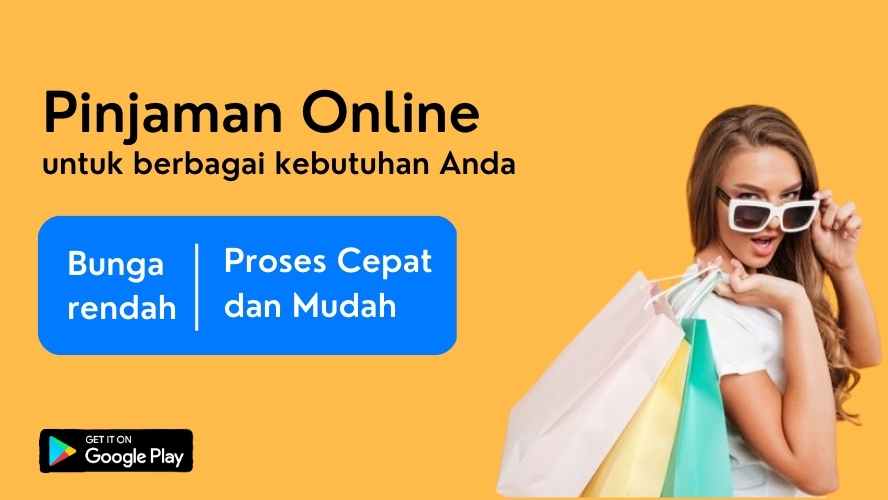 Pinjaman Online
untuk berbagai kebutuhan Anda
Bunga
rendah
Proses Cepat
dan Mudah
GET IT ON
Google Play